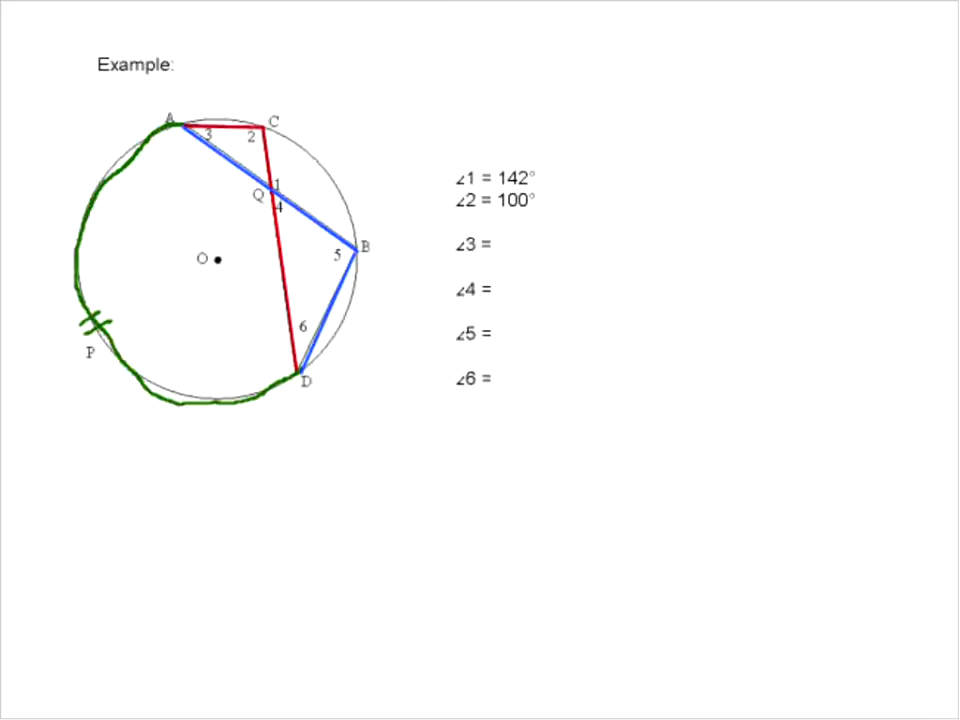 Example:
A
C
3
2
1
Q
4
B
5
O
6
P
D
∠1 = 142°
∠2 = 100°
∠3 =
∠4 =
∠5 =
∠6 =